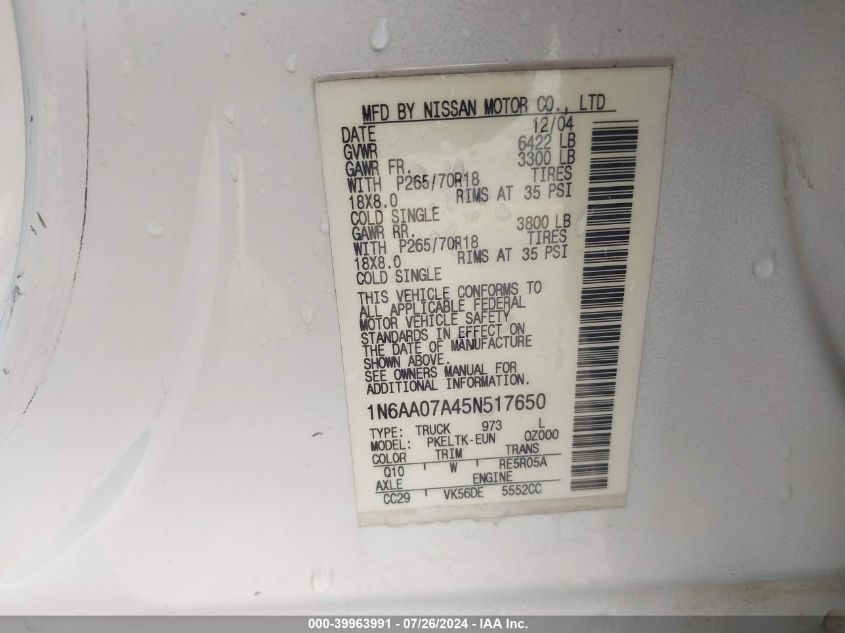 MFD BY NISSAN MOTOR CO., LTD
DATE 12/04
GVWR 6422 LB
GAWR FR. 3300 LB
WITH P265/70R18 TIRES
18X8.0 RIMS AT 35 PSI
COLD SINGLE
GAWR RR. 3800 LB
WITH P265/70R18 TIRES
18X8.0 RIMS AT 35 PSI
COLD SINGLE
THIS VEHICLE CONFORMS TO
ALL APPLICABLE FEDERAL
MOTOR VEHICLE SAFETY
STANDARDS IN EFFECT ON
THE DATE OF MANUFACTURE
SHOWN ABOVE.
SEE OWNERS MANUAL FOR
ADDITIONAL INFORMATION.
1N6AA07A45N517650
TYPE: TRUCK 973 L
MODEL: PKELTK-EUN 0Z000
COLOR TRIM TRANS
Q10 W RE5R05A
AXLE ENGINE
CC29 VK56DE 5552CC
000-39963991 - 07/26/2024 - IAA Inc.